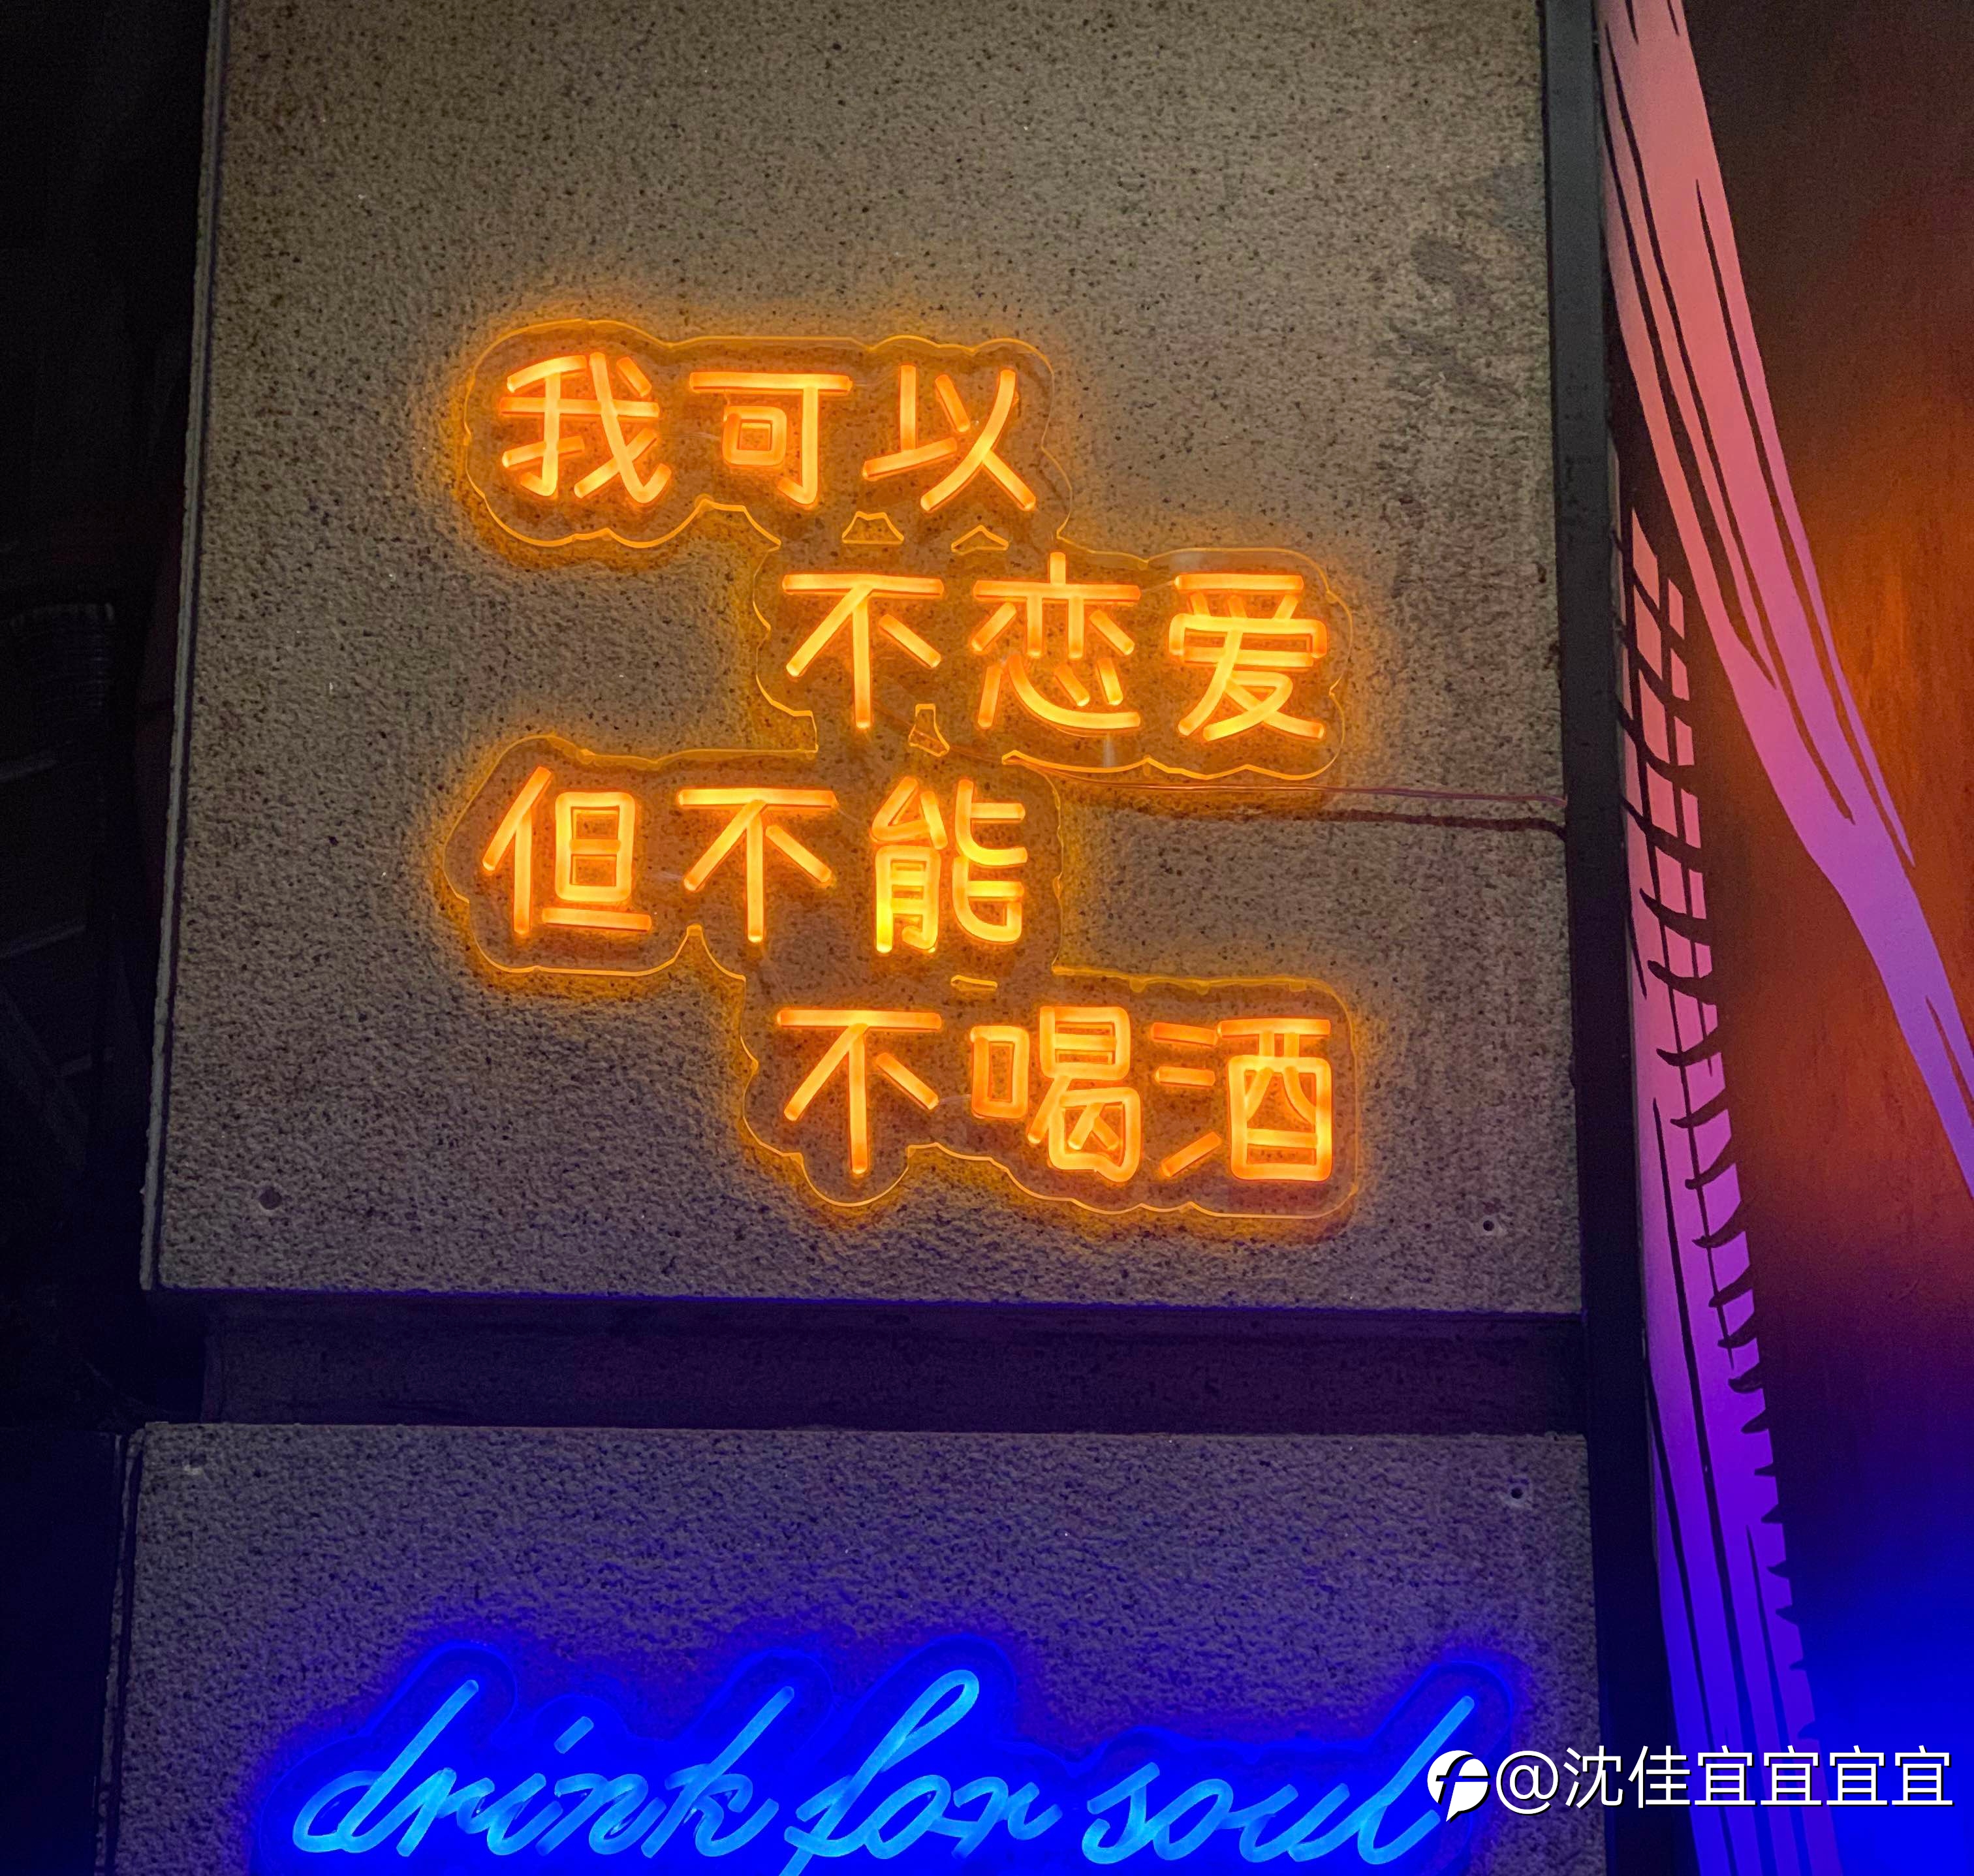 我可以
不恋爱
但不能
不喝酒
drink for soul
@沈佳宜宜宜宜